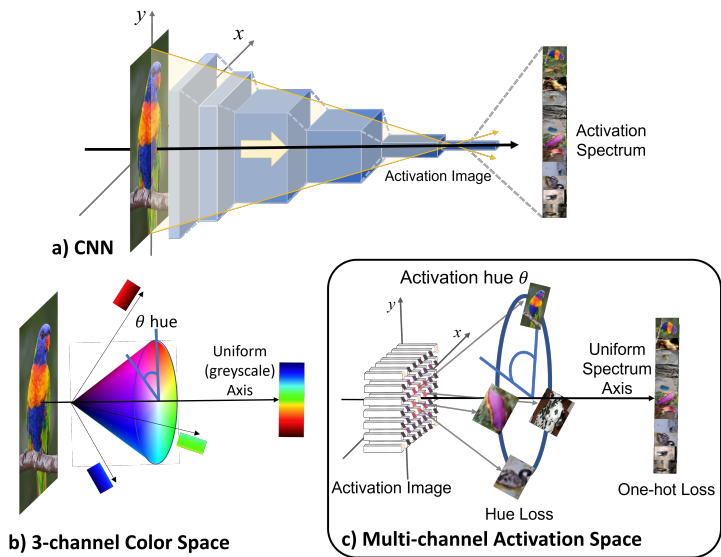 y
x
Activation
Spectrum
Activation Image
a) CNN
θ hue
Uniform
(greyscale)
Axis
b) 3-channel Color Space
Activation hue θ
y
x
Uniform
Spectrum
Axis
Activation Image
Hue Loss
One-hot Loss
c) Multi-channel Activation Space